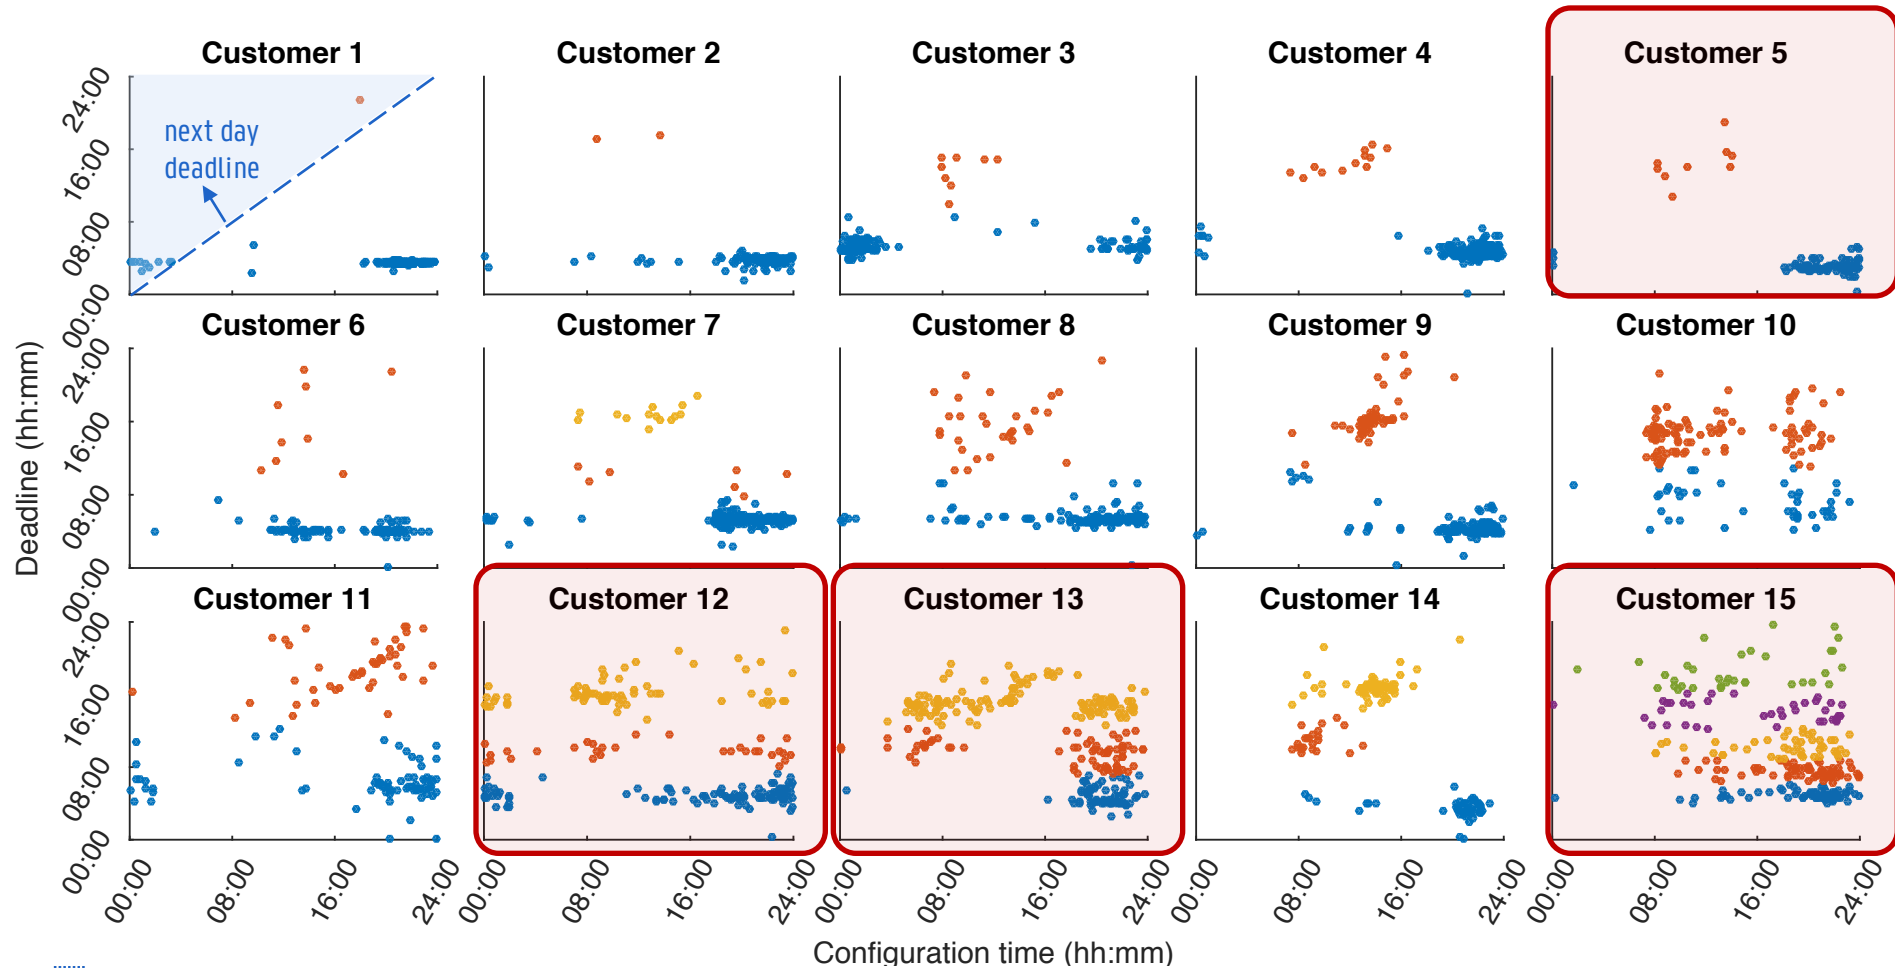 Customer 1
Customer 2
Customer 3
Customer 4
Customer 5
24:00
16:00
08:00
00:00
next day
deadline
Customer 6
Customer 7
Customer 8
Customer 9
Customer 10
24:00
16:00
08:00
00:00
Deadline (hh:mm)
Customer 11
Customer 12
Customer 13
Customer 14
Customer 15
24:00
16:00
08:00
00:00
00:00 08:00 16:00 24:00
00:00 08:00 16:00 24:00
00:00 08:00 16:00 24:00
00:00 08:00 16:00 24:00
00:00 08:00 16:00 24:00
Configuration time (hh:mm)